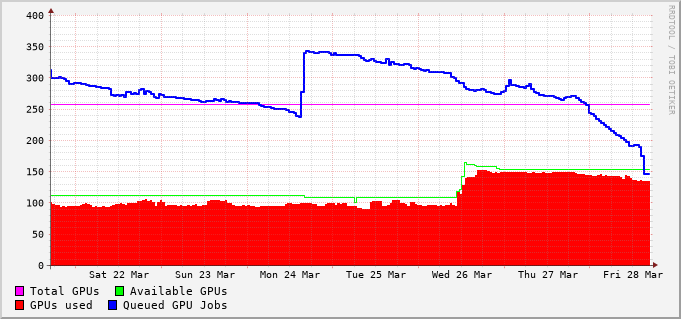 400
350
300
250
200
150
100
50
0
Sat 22 Mar Sun 23 Mar Mon 24 Mar Tue 25 Mar Wed 26 Mar Thu 27 Mar Fri 28 Mar
Total GPUs Available GPUs
GPUs used Queued GPU Jobs
RRDTOOL / TOBI OETIKER